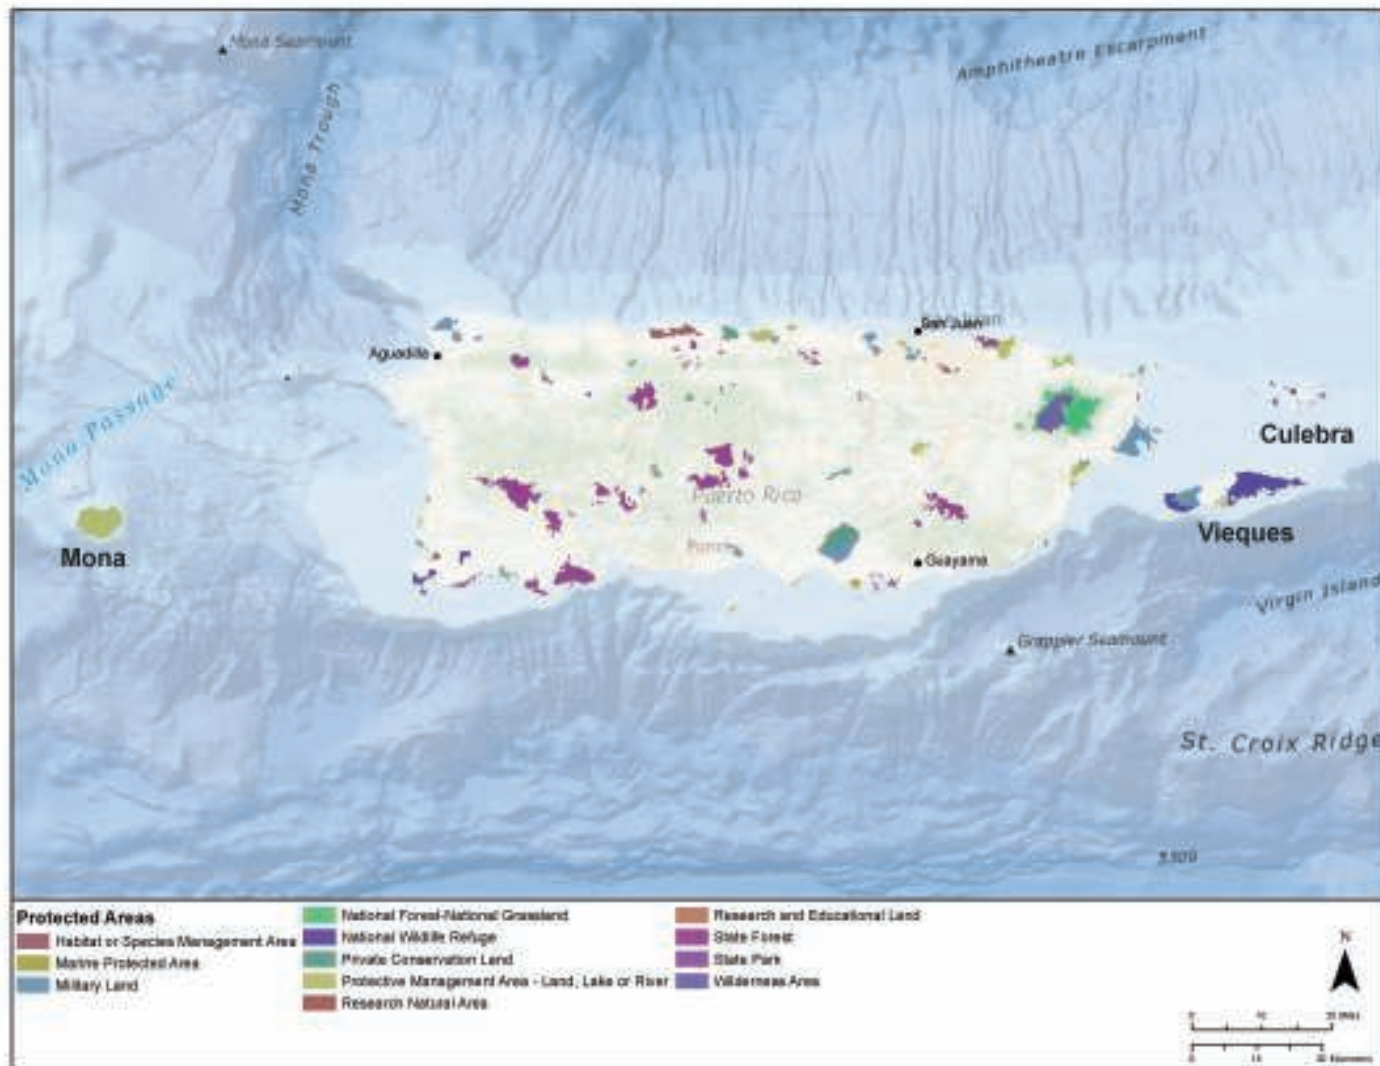 Mona Seamount
Amphitheatre Escarpment
Mona Trough
San Juan
Aguadilla
Mona Passage
Culebra
Puerto Rico
Mona
Vieques
Guayama
Virgin Island
Grappler Seamount
St. Croix Ridge
Protected Areas
Habitat or Species Management Area
Marine Protected Area
Military Land
National Forest-National Grassland
National Wildlife Refuge
Private Conservation Land
Protective Management Area - Land, Lake or River
Research Natural Area
Research and Educational Land
State Forest
State Park
Wilderness Area
N